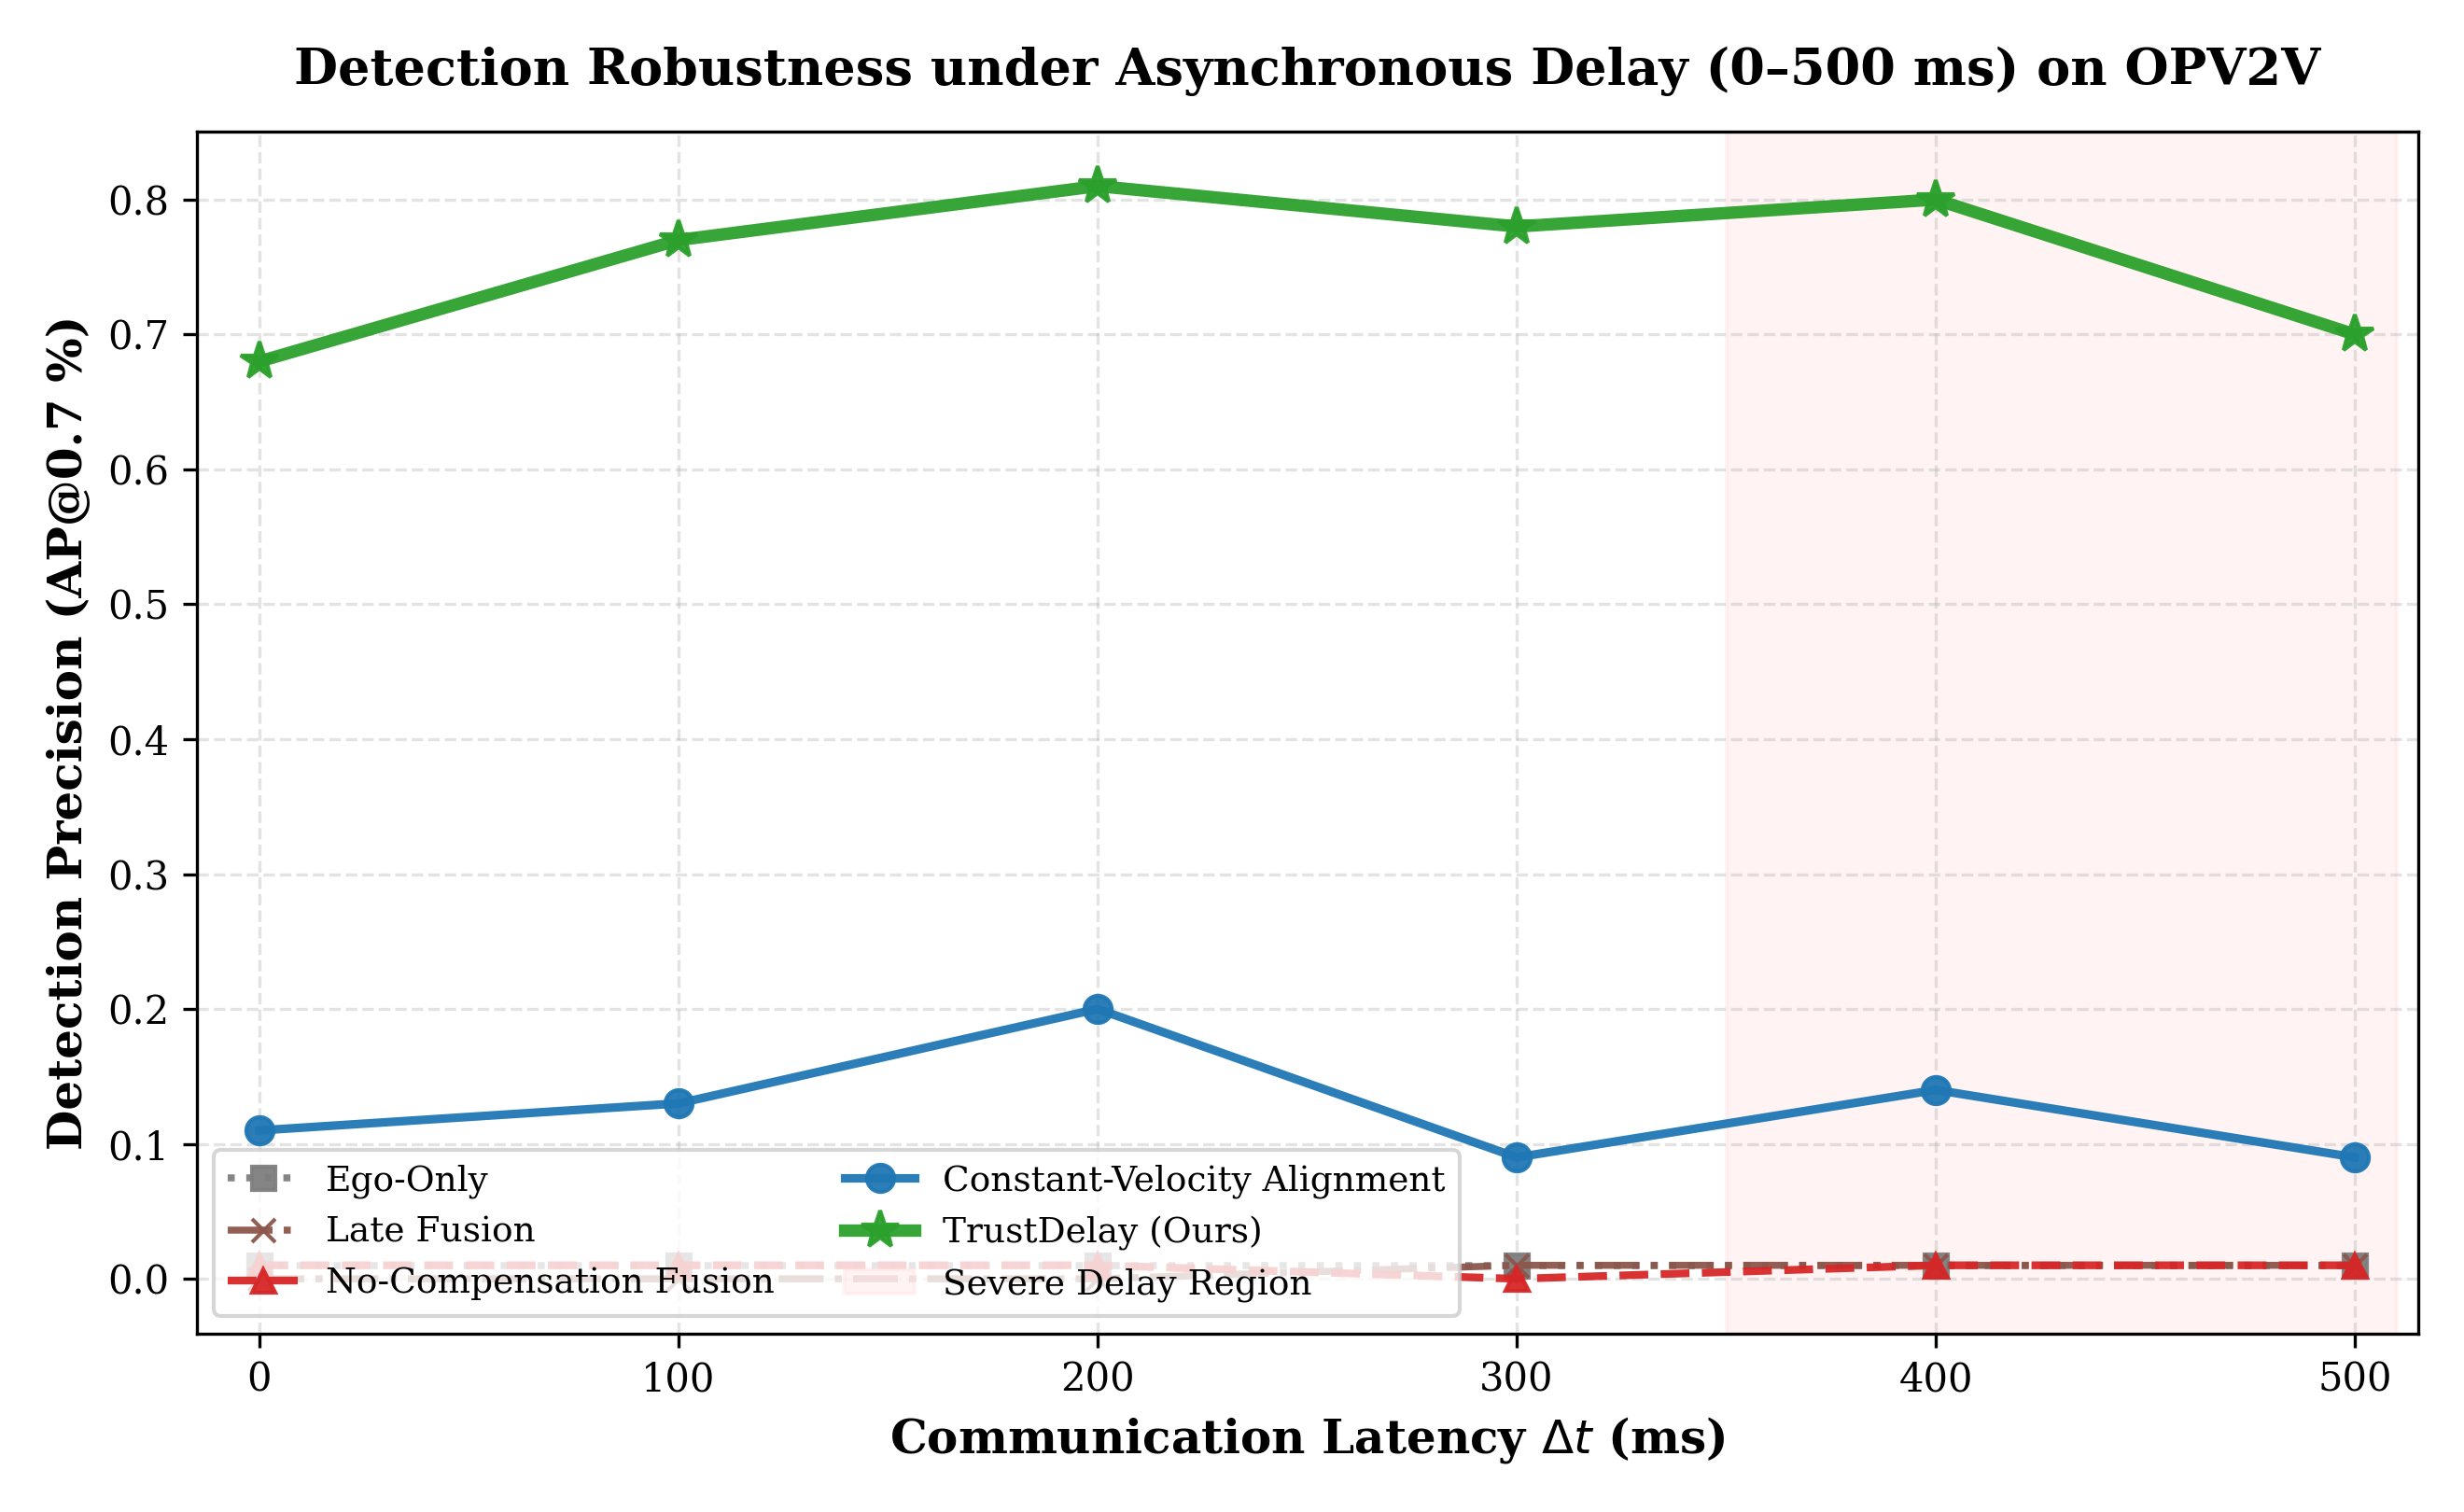 Detection Robustness under Asynchronous Delay (0–500 ms) on OPV2V
Detection Precision (AP@0.7 %)
0.8
0.7
0.6
0.5
0.4
0.3
0.2
0.1
0.0
Ego-Only
Late Fusion
No-Compensation Fusion
Constant-Velocity Alignment
TrustDelay (Ours)
Severe Delay Region
0
100
200
300
400
500
Communication Latency Δt (ms)